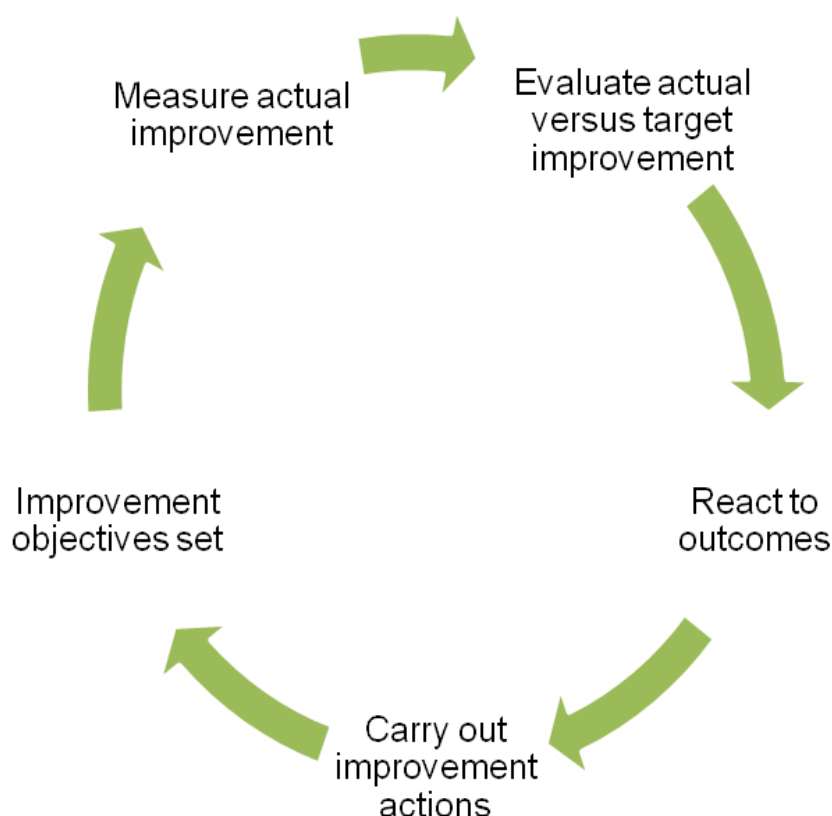 Measure actual
improvement
Evaluate actual
versus target
improvement
React to
outcomes
Carry out
improvement
actions
Improvement
objectives set